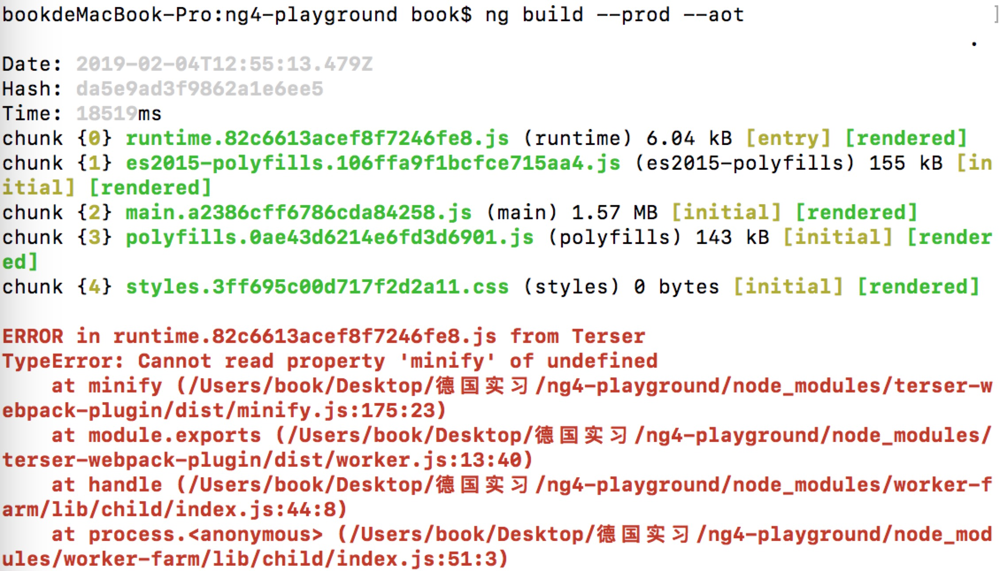 bookdeMacBook-Pro:ng4-playground book$ ng build --prod --aot ]
.
Date: 2019-02-04T12:55:13.479Z
Hash: da5e9ad3f9862a1e6ee5
Time: 18519ms
chunk {0} runtime.82c6613acef8f7246fe8.js (runtime) 6.04 kB [entry] [rendered]
chunk {1} es2015-polyfills.106ffa9f1bcfce715aa4.js (es2015-polyfills) 155 kB [in
itial] [rendered]
chunk {2} main.a2386cff6786cda84258.js (main) 1.57 MB [initial] [rendered]
chunk {3} polyfills.0ae43d6214e6fd3d6901.js (polyfills) 143 kB [initial] [render
ed]
chunk {4} styles.3ff695c00d717f2d2a11.css (styles) 0 bytes [initial] [rendered]
ERROR in runtime.82c6613acef8f7246fe8.js from Terser
TypeError: Cannot read property 'minify' of undefined
at minify (/Users/book/Desktop/德国实习/ng4-playground/node_modules/terser-w
ebpack-plugin/dist/minify.js:175:23)
at module.exports (/Users/book/Desktop/德国实习/ng4-playground/node_modules/
terser-webpack-plugin/dist/worker.js:13:40)
at handle (/Users/book/Desktop/德国实习/ng4-playground/node_modules/worker-f
arm/lib/child/index.js:44:8)
at process.<anonymous> (/Users/book/Desktop/德国实习/ng4-playground/node_mod
ules/worker-farm/lib/child/index.js:51:3)